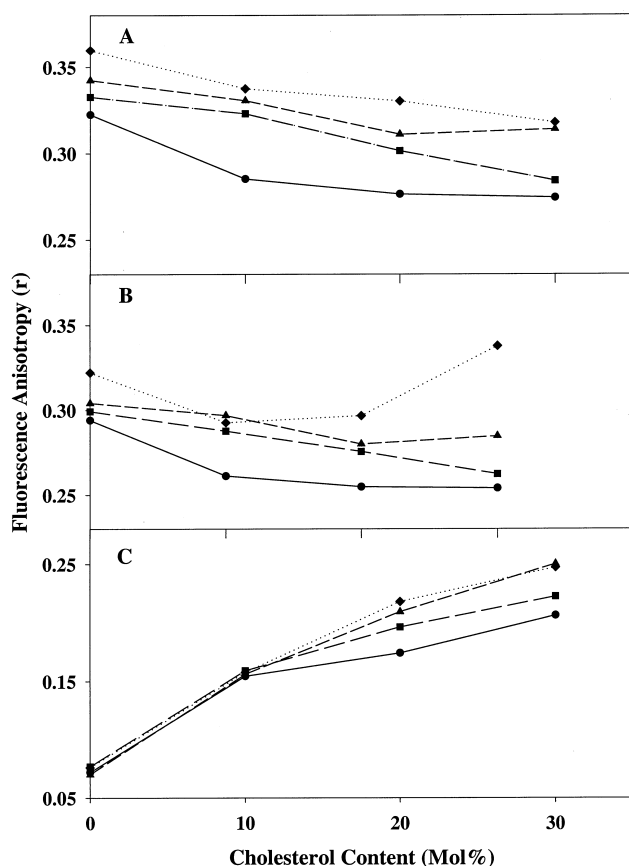 A
0.35
0.30
0.25
B
0.35
0.30
0.25
C
0.25
0.15
0.05
0 10 20 30
Cholesterol Content (Mol%)
Fluorescence Anisotropy (r)